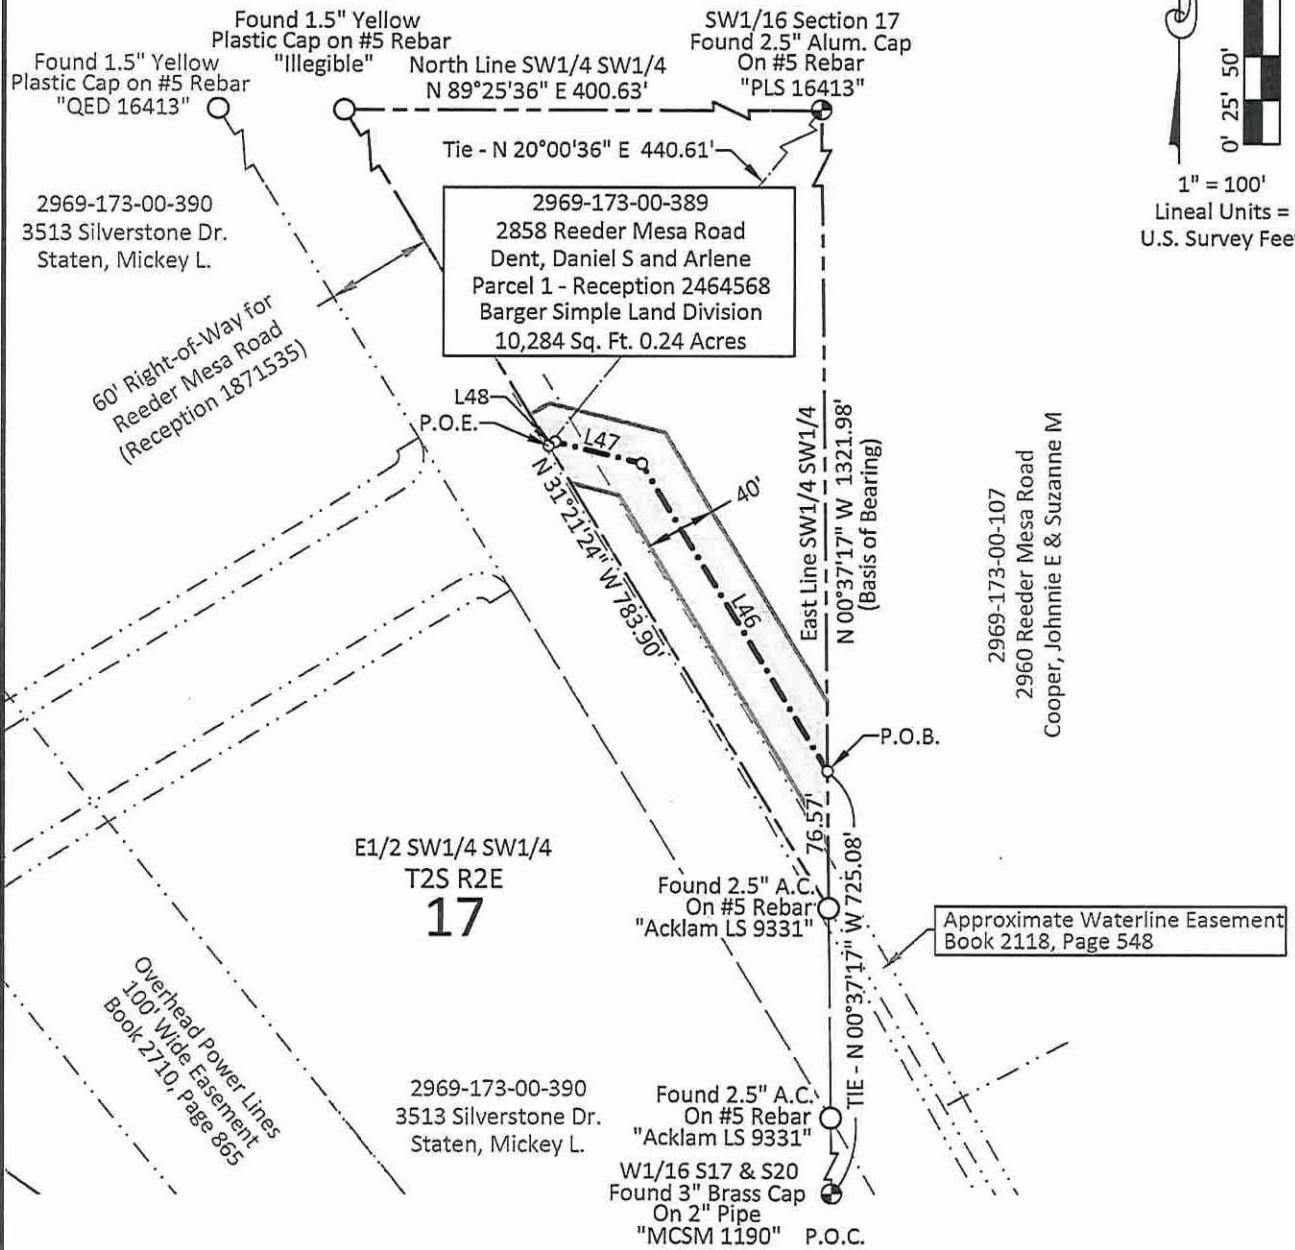 Found 1.5" Yellow
Plastic Cap on #5 Rebar
"Illegible"
SW1/16 Section 17
Found 2.5" Alum. Cap
On #5 Rebar
"PLS 16413"
Found 1.5" Yellow
Plastic Cap on #5 Rebar
"QED 16413"
North Line SW1/4 SW1/4
N 89°25'36" E 400.63'
0' 25' 50'
1" = 100'
Lineal Units =
U.S. Survey Feet
Tie - N 20°00'36" E 440.61'
2969-173-00-390
3513 Silverstone Dr.
Staten, Mickey L.
2969-173-00-389
2858 Reeder Mesa Road
Dent, Daniel S and Arlene
Parcel 1 - Reception 2464568
Barger Simple Land Division
10,284 Sq. Ft. 0.24 Acres
60' Right-of-Way for
Reeder Mesa Road
(Reception 1871535)
L48
P.O.E.
L47
N 31°21'24" W 783.90'
40'
L46
East Line SW1/4 SW1/4
N 00°37'17" W 1321.98'
(Basis of Bearing)
2969-173-00-107
2960 Reeder Mesa Road
Cooper, Johnnie E & Suzanne M
P.O.B.
76.57'
TIE - N 00°37'17" W 725.08'
E1/2 SW1/4 SW1/4
T2S R2E
17
Found 2.5" A.C.
On #5 Rebar
"Acklam LS 9331"
Approximate Waterline Easement
Book 2118, Page 548
Overhead Power Lines
100' Wide Easement
Book 2710, Page 865
2969-173-00-390
3513 Silverstone Dr.
Staten, Mickey L.
Found 2.5" A.C.
On #5 Rebar
"Acklam LS 9331"
W1/16 S17 & S20
Found 3" Brass Cap
On 2" Pipe
"MCSM 1190"
P.O.C.